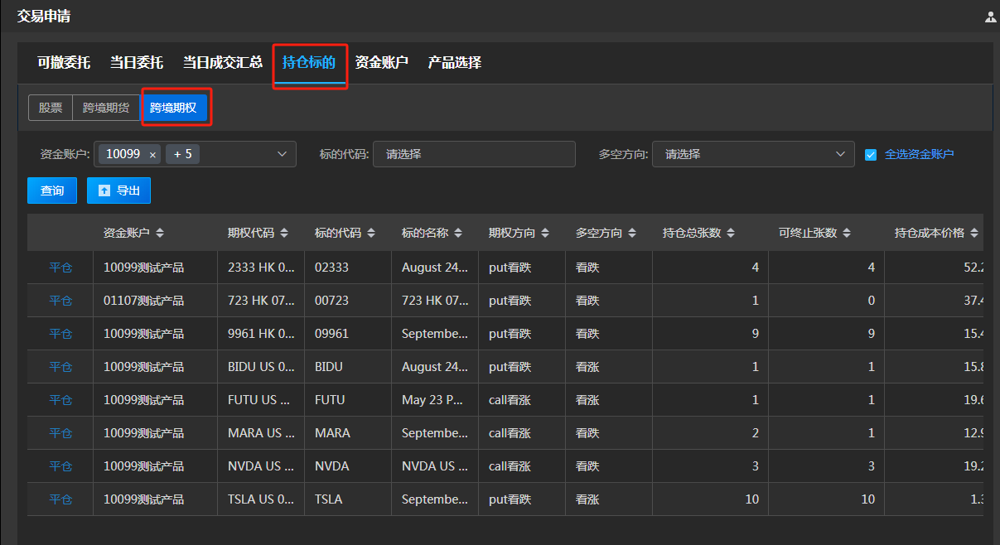 交易申请
可撤委托 当日委托 当日成交汇总 持仓标的 资金账户 产品选择
股票 跨境期货 跨境期权
资金账户: 10099 × + 5 标的代码: 请选择 多空方向: 请选择 全选资金账户
查询 导出
资金账户 期权代码 标的代码 标的名称 期权方向 多空方向 持仓总张数 可终止张数 持仓成本价格
平仓 10099测试产品 2333 HK 0... 02333 August 24... put看跌 看跌 4 4 52.2
平仓 01107测试产品 723 HK 07... 00723 723 HK 07... put看跌 看跌 1 0 37.4
平仓 10099测试产品 9961 HK 0... 09961 Septembe... put看跌 看跌 9 9 15.4
平仓 10099测试产品 BIDU US 0... BIDU August 24... put看跌 看涨 1 1 15.8
平仓 10099测试产品 FUTU US ... FUTU May 23 P... call看涨 看涨 1 1 19.6
平仓 10099测试产品 MARA US ... MARA Septembe... call看涨 看跌 2 1 12.9
平仓 10099测试产品 NVDA US ... NVDA NVDA US ... call看涨 看跌 3 3 19.2
平仓 10099测试产品 TSLA US 0... TSLA Septembe... put看跌 看涨 10 10 1.3